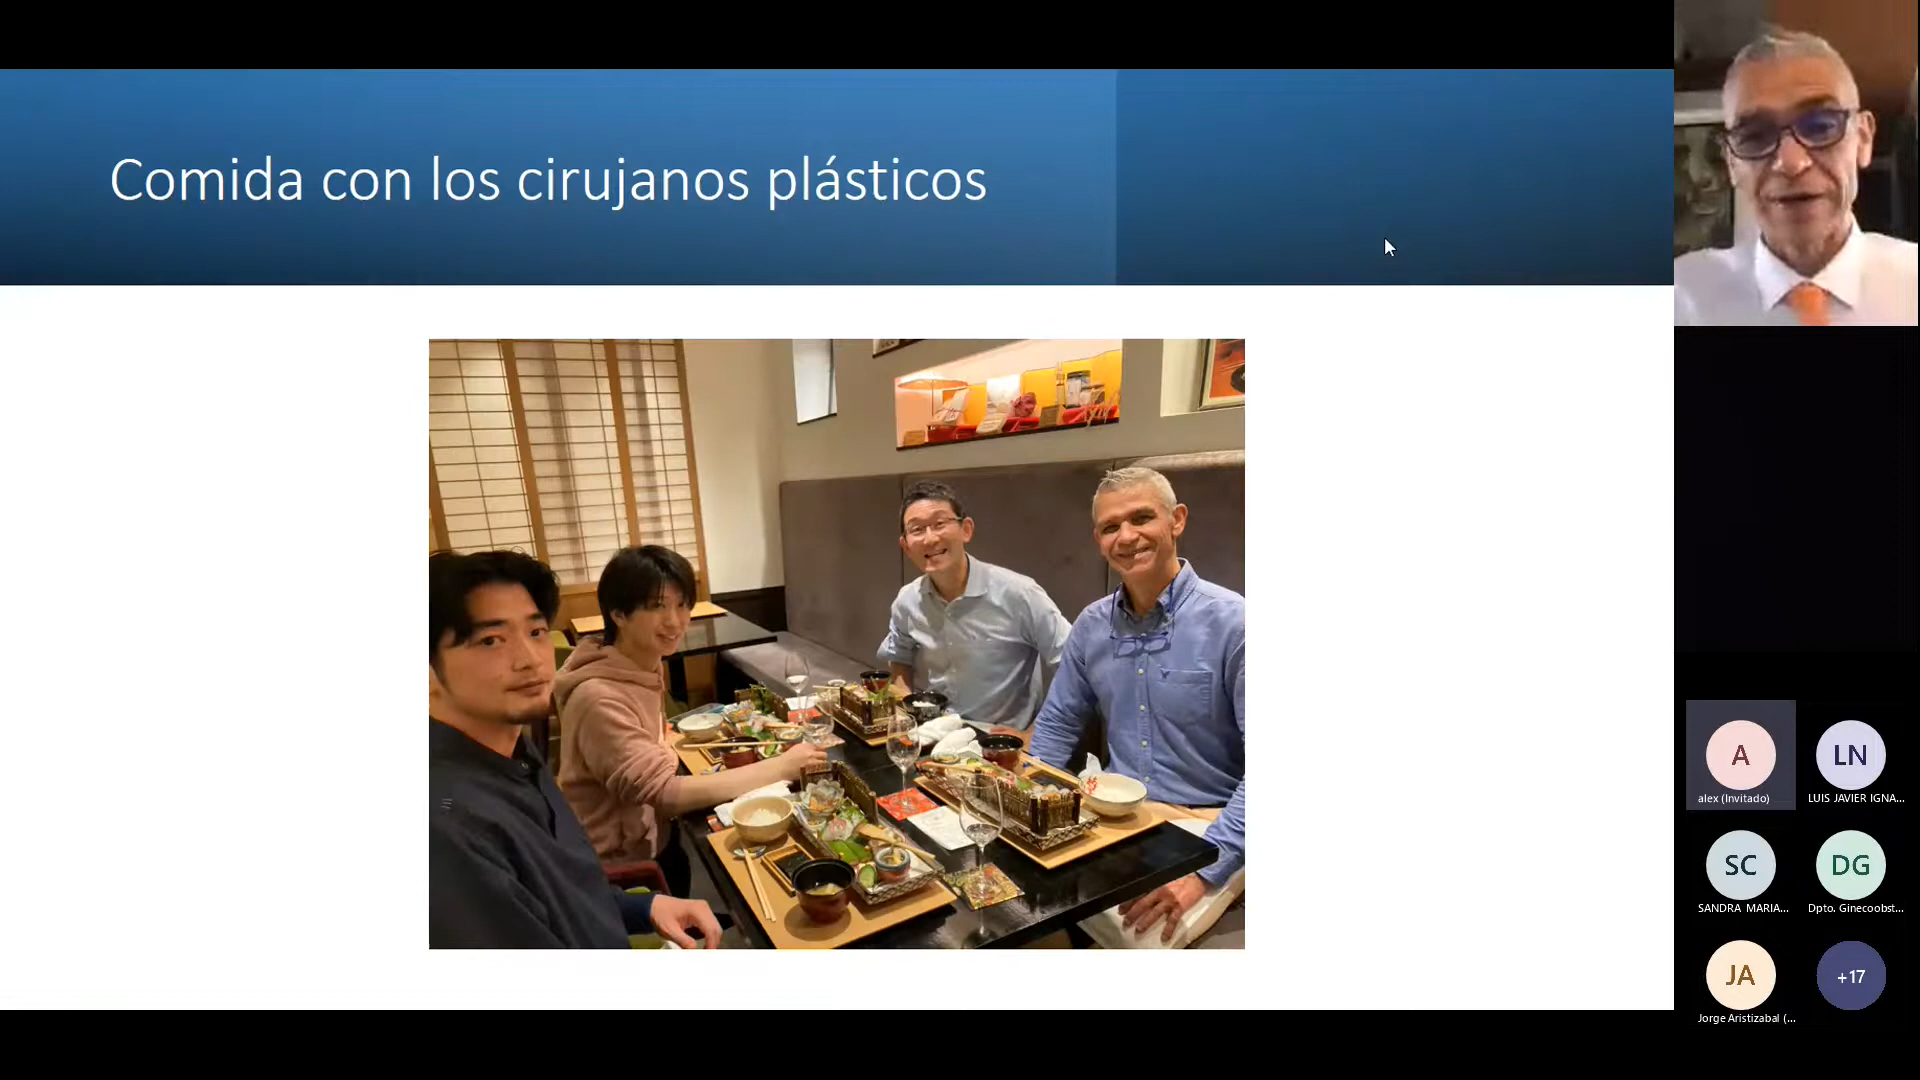 Comida con los cirujanos plásticos
A
alex (Invitado)
LN
LUIS JAVIER IGNA...
SC
SANDRA MARIA...
DG
Dpto. Ginecoobst...
JA
Jorge Aristizabal (...
+17